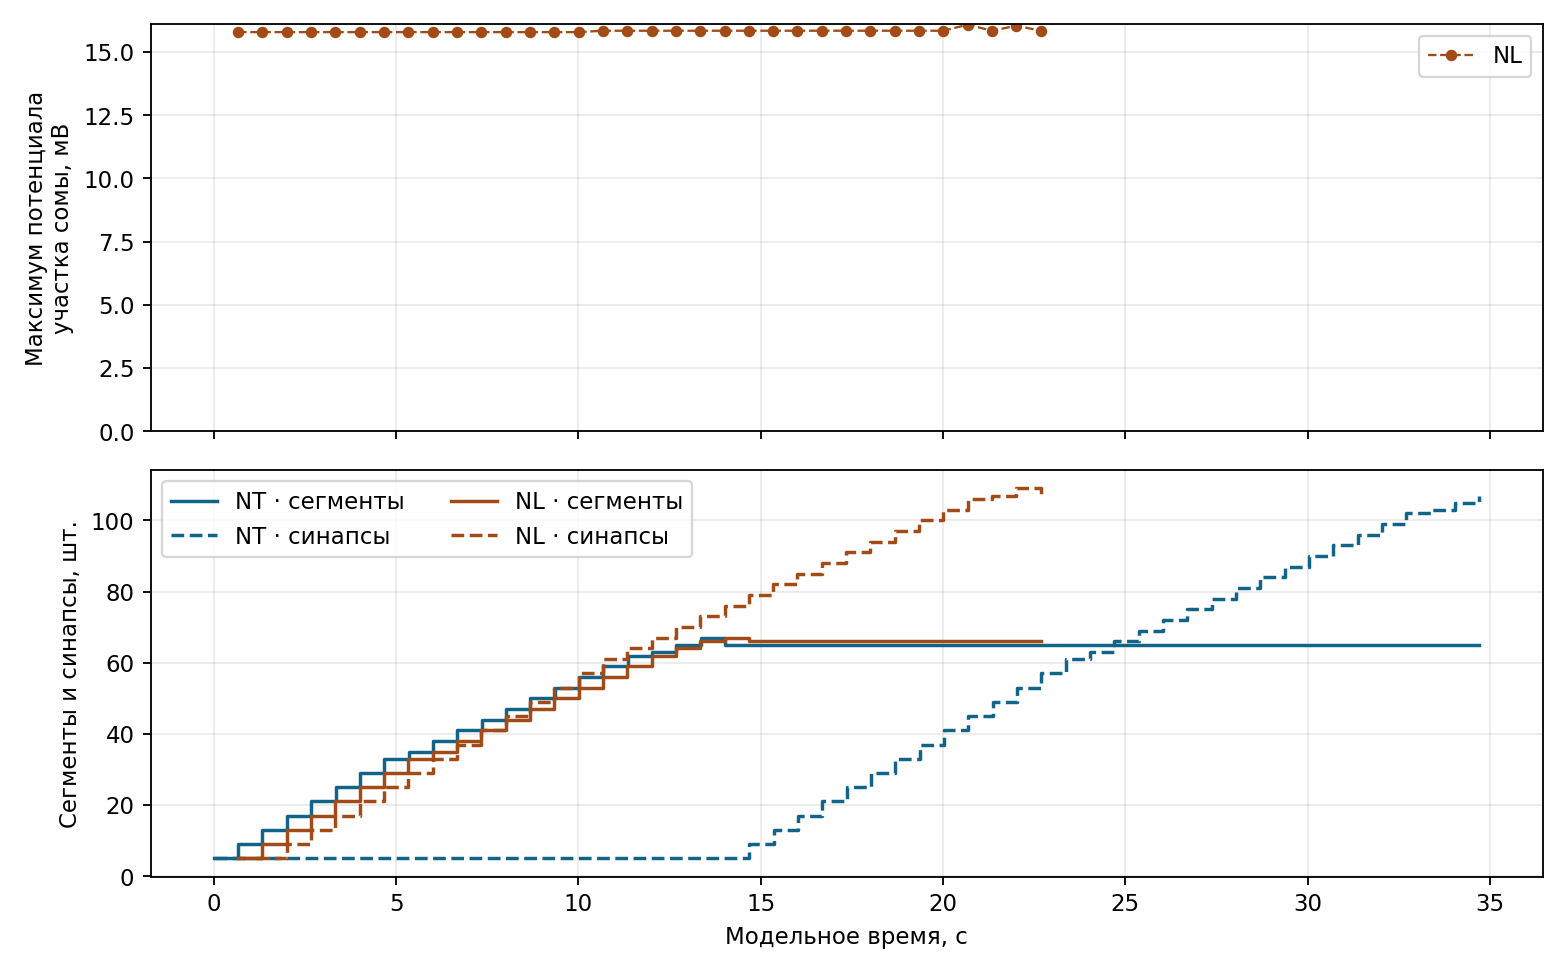 Максимум потенциала
участка сомы, мВ
15.0
12.5
10.0
7.5
5.0
2.5
0.0
NL
Сегменты и синапсы, шт.
100
80
60
40
20
0
NT · сегменты
NT · синапсы
NL · сегменты
NL · синапсы
0 5 10 15 20 25 30 35
Модельное время, с